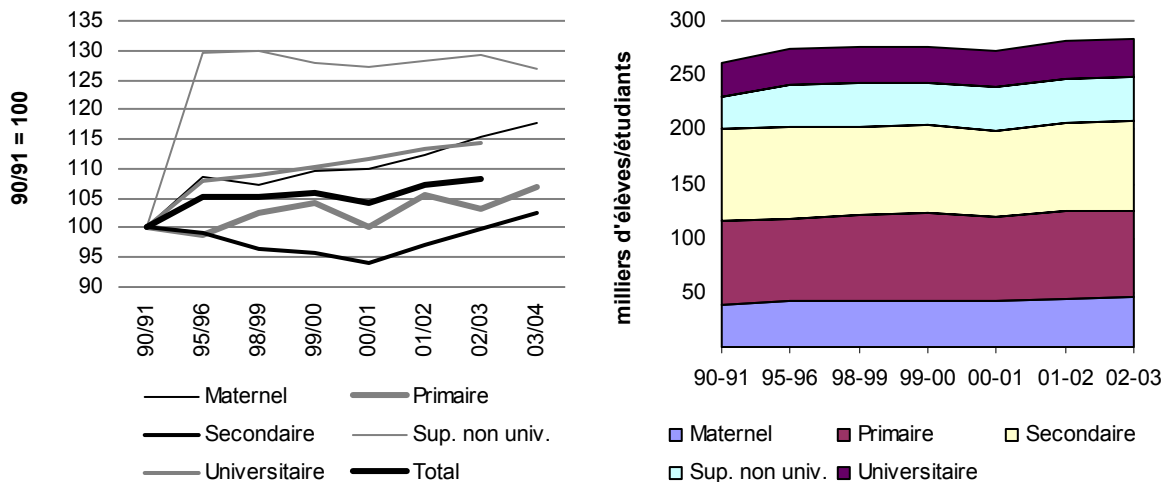 135
130
125
120
115
110
105
100
95
90
90/91 = 100
90/91
95/96
98/99
99/00
00/01
01/02
02/03
03/04
Maternel
Primaire
Secondaire
Sup. non univ.
Universitaire
Total
300
250
200
150
100
50
milliers d'élèves/étudiants
90-91 95-96 98-99 99-00 00-01 01-02 02-03
Maternel
Primaire
Secondaire
Sup. non univ.
Universitaire